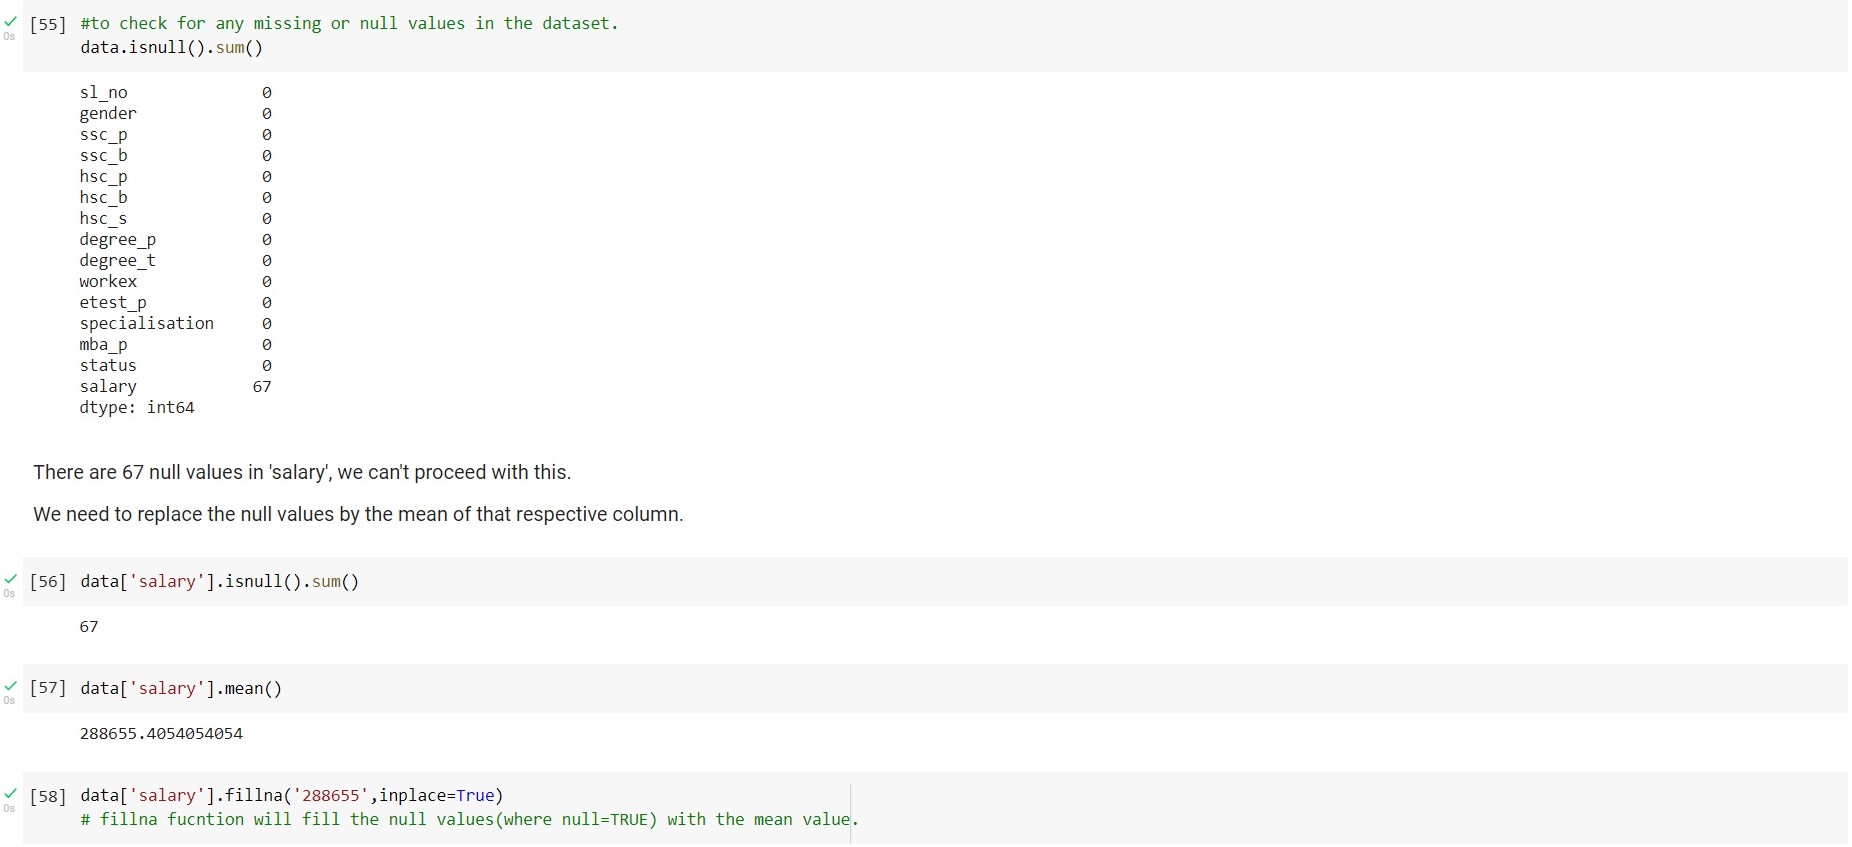 [55] #to check for any missing or null values in the dataset.
0s
data.isnull().sum()
sl_no 0
gender 0
ssc_p 0
ssc_b 0
hsc_p 0
hsc_b 0
hsc_s 0
degree_p 0
degree_t 0
workex 0
etest_p 0
specialisation 0
mba_p 0
status 0
salary 67
dtype: int64
There are 67 null values in 'salary', we can't proceed with this.
We need to replace the null values by the mean of that respective column.
[56] data['salary'].isnull().sum()
0s
67
[57] data['salary'].mean()
0s
288655.4054054054
[58] data['salary'].fillna('288655',inplace=True)
0s
# fillna fucntion will fill the null values(where null=TRUE) with the mean value.